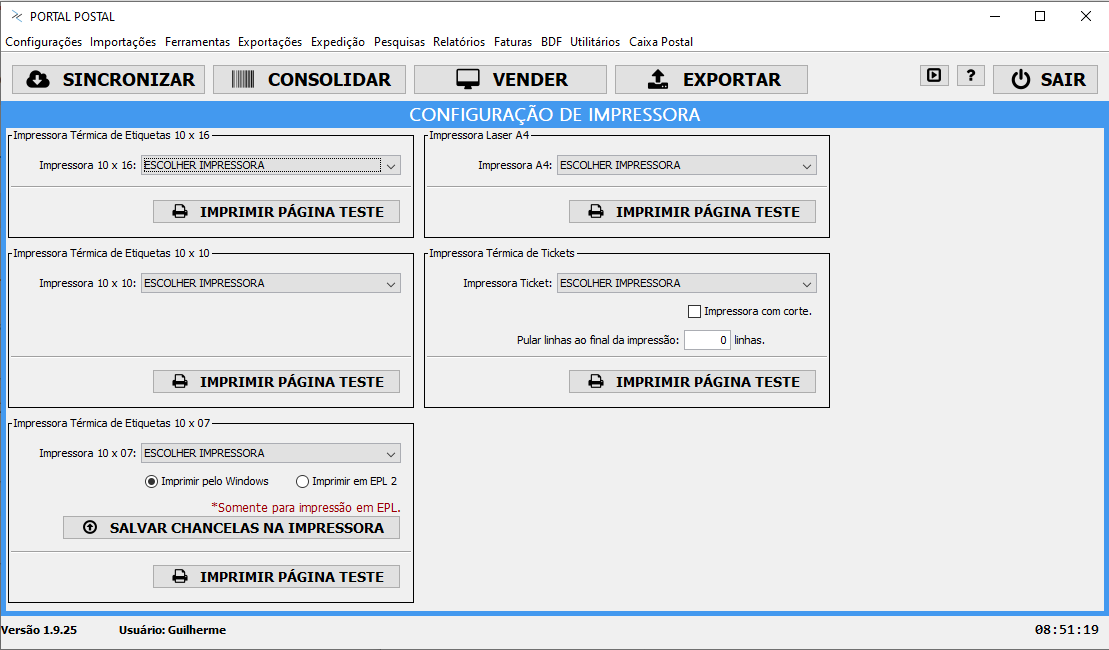 PORTAL POSTAL
Configurações Importações Ferramentas Exportações Expedição Pesquisas Relatórios Faturas BDF Utilitários Caixa Postal
SINCRONIZAR CONSOLIDAR VENDER EXPORTAR ? SAIR
CONFIGURAÇÃO DE IMPRESSORA
Impressora Térmica de Etiquetas 10 x 16
Impressora 10 x 16: ESCOLHER IMPRESSORA
IMPRIMIR PÁGINA TESTE
Impressora Laser A4
Impressora A4: ESCOLHER IMPRESSORA
IMPRIMIR PÁGINA TESTE
Impressora Térmica de Etiquetas 10 x 10
Impressora 10 x 10: ESCOLHER IMPRESSORA
IMPRIMIR PÁGINA TESTE
Impressora Térmica de Tickets
Impressora Ticket: ESCOLHER IMPRESSORA
Impressora com corte.
Pular linhas ao final da impressão: 0 linhas.
IMPRIMIR PÁGINA TESTE
Impressora Térmica de Etiquetas 10 x 07
Impressora 10 x 07: ESCOLHER IMPRESSORA
Imprimir pelo Windows Imprimir em EPL 2
*Somente para impressão em EPL.
SALVAR CHANCELAS NA IMPRESSORA
IMPRIMIR PÁGINA TESTE
Versão 1.9.25 Usuário: Guilherme 08:51:19